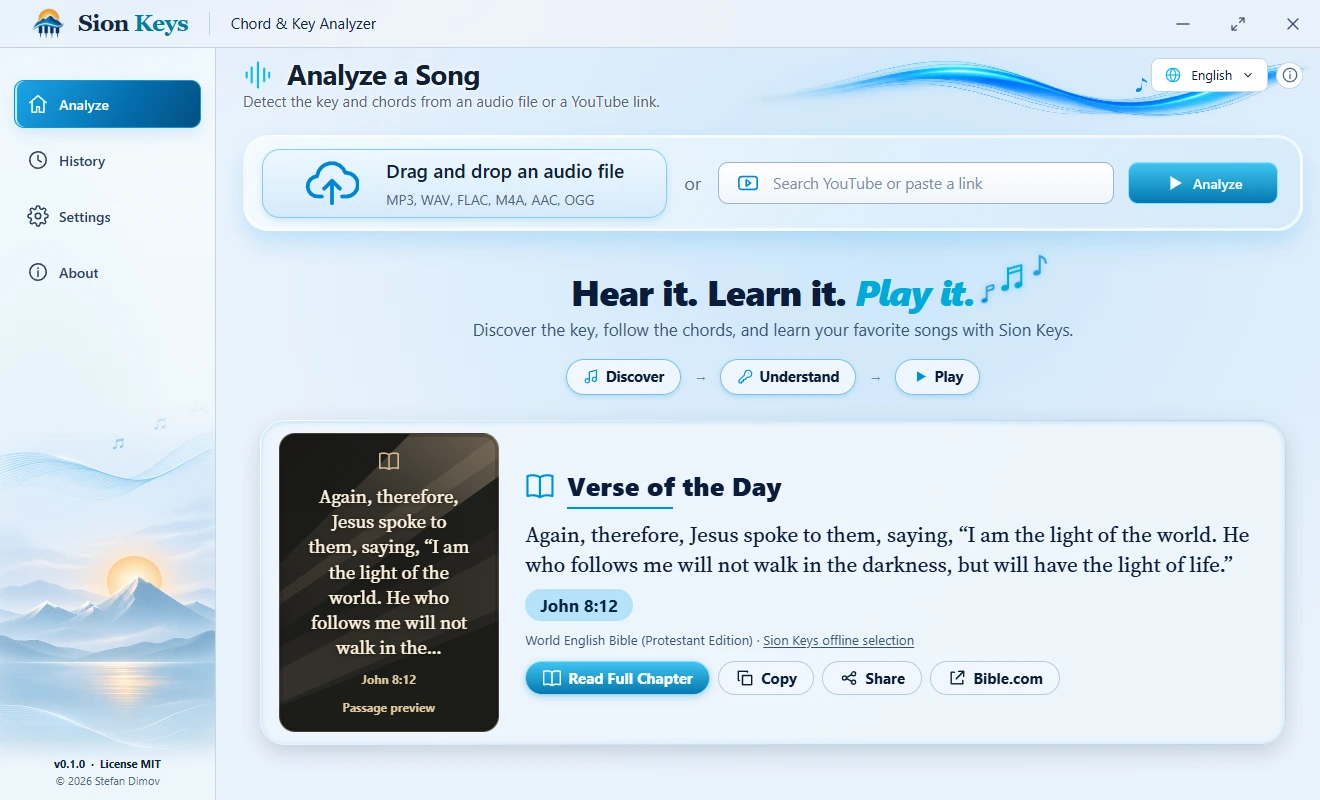 Sion Keys
Chord & Key Analyzer
Analyze
History
Settings
About
v0.1.0 · License MIT
© 2026 Stefan Dimov
Analyze a Song
Detect the key and chords from an audio file or a YouTube link.
English
Drag and drop an audio file
MP3, WAV, FLAC, M4A, AAC, OGG
or
Search YouTube or paste a link
Analyze
Hear it. Learn it. Play it.
Discover the key, follow the chords, and learn your favorite songs with Sion Keys.
Discover → Understand → Play
Again, therefore,
Jesus spoke to
them, saying, “I am
the light of the
world. He who
follows me will not
walk in the...
John 8:12
Passage preview
Verse of the Day
Again, therefore, Jesus spoke to them, saying, “I am the light of the world. He
who follows me will not walk in the darkness, but will have the light of life.”
John 8:12
World English Bible (Protestant Edition) · Sion Keys offline selection
Read Full Chapter
Copy
Share
Bible.com